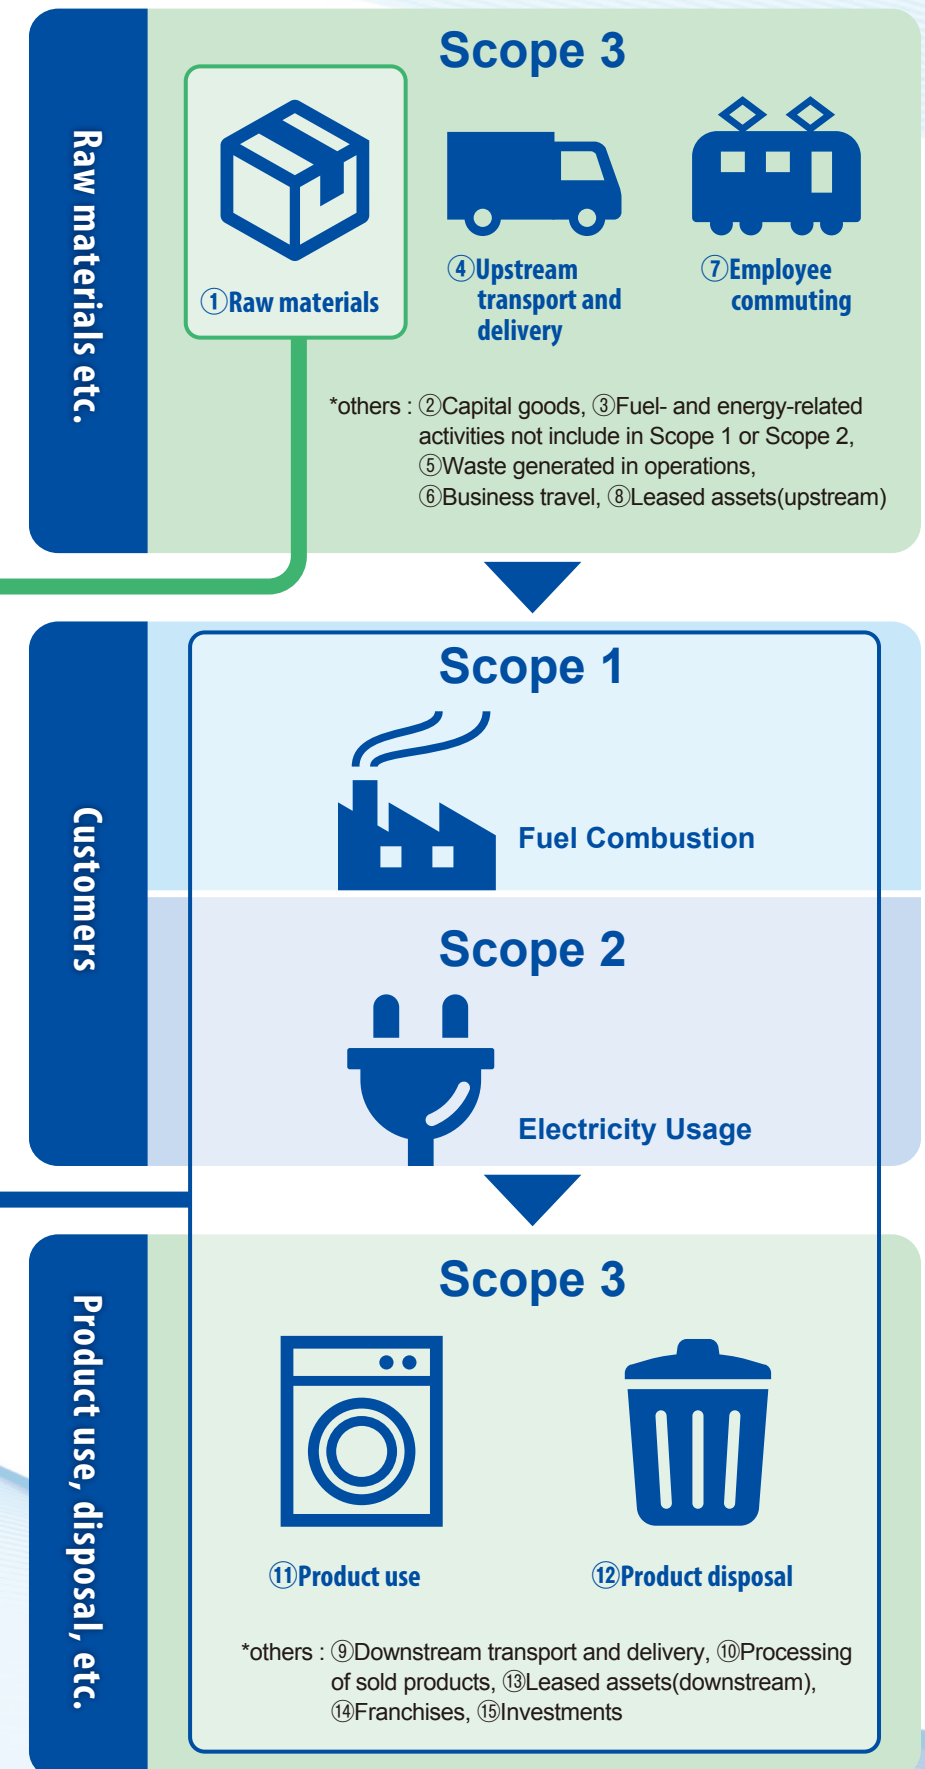 Raw materials etc.
Scope 3
①Raw materials
④Upstream
transport and
delivery
⑦Employee
commuting
*others : ②Capital goods, ③Fuel- and energy-related
activities not include in Scope 1 or Scope 2,
⑤Waste generated in operations,
⑥Business travel, ⑧Leased assets(upstream)
Customers
Scope 1
Fuel Combustion
Scope 2
Electricity Usage
Product use, disposal, etc.
Scope 3
⑪Product use
⑫Product disposal
*others : ⑨Downstream transport and delivery, ⑩Processing
of sold products, ⑬Leased assets(downstream),
⑭Franchises, ⑮Investments